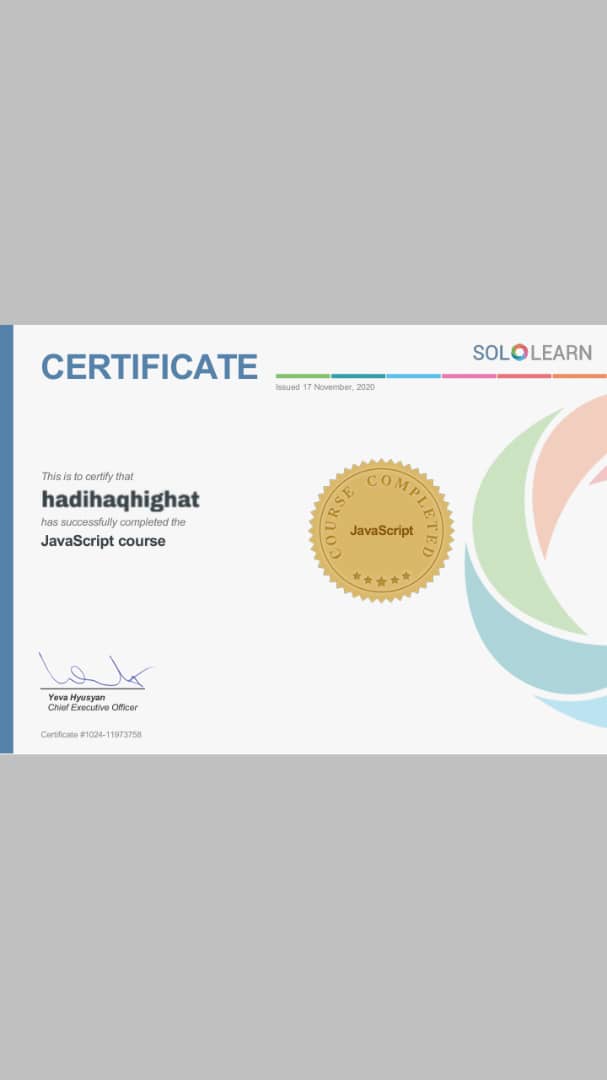 CERTIFICATE
SOLOLEARN
Issued 17 November, 2020
This is to certify that
hadihaqhighat
has successfully completed the
JavaScript course
COURSE COMPLETED
JavaScript
Yeva Hyusyan
Chief Executive Officer
Certificate #1024-11973758